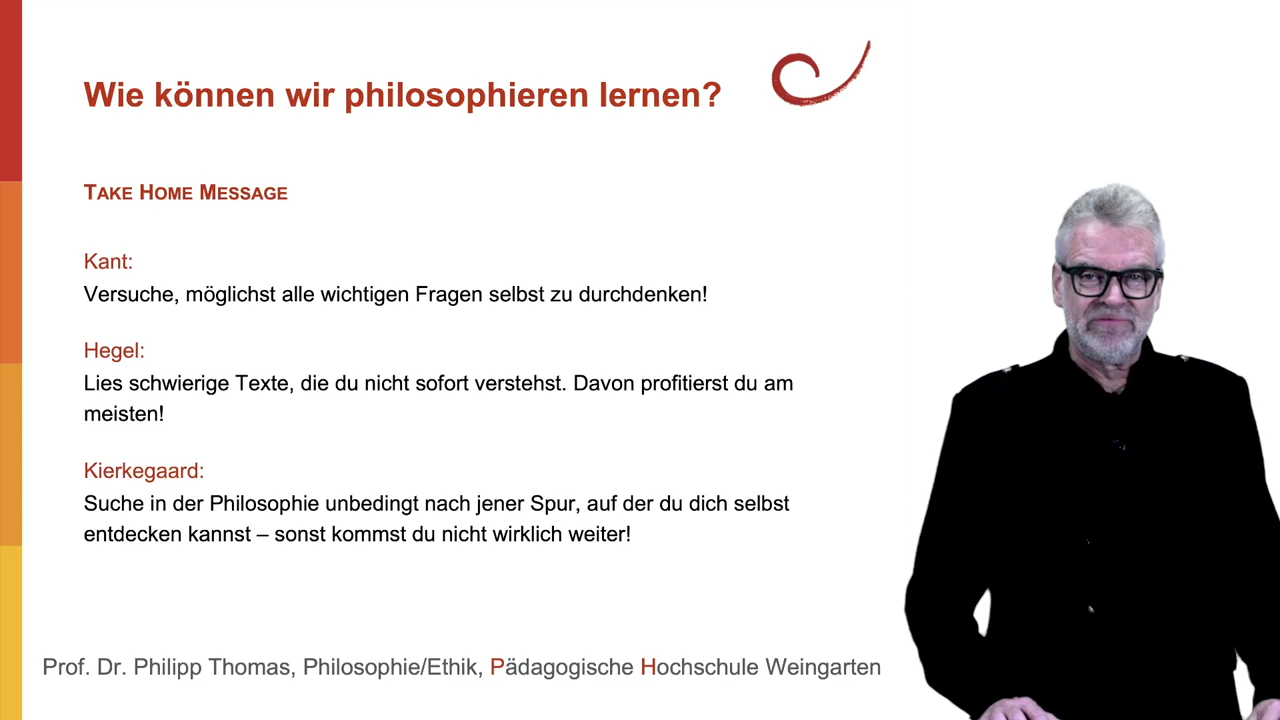 Wie können wir philosophieren lernen?
TAKE HOME MESSAGE
Kant:
Versuche, möglichst alle wichtigen Fragen selbst zu durchdenken!
Hegel:
Lies schwierige Texte, die du nicht sofort verstehst. Davon profitierst du am
meisten!
Kierkegaard:
Suche in der Philosophie unbedingt nach jener Spur, auf der du dich selbst
entdecken kannst – sonst kommst du nicht wirklich weiter!
Prof. Dr. Philipp Thomas, Philosophie/Ethik, Pädagogische Hochschule Weingarten